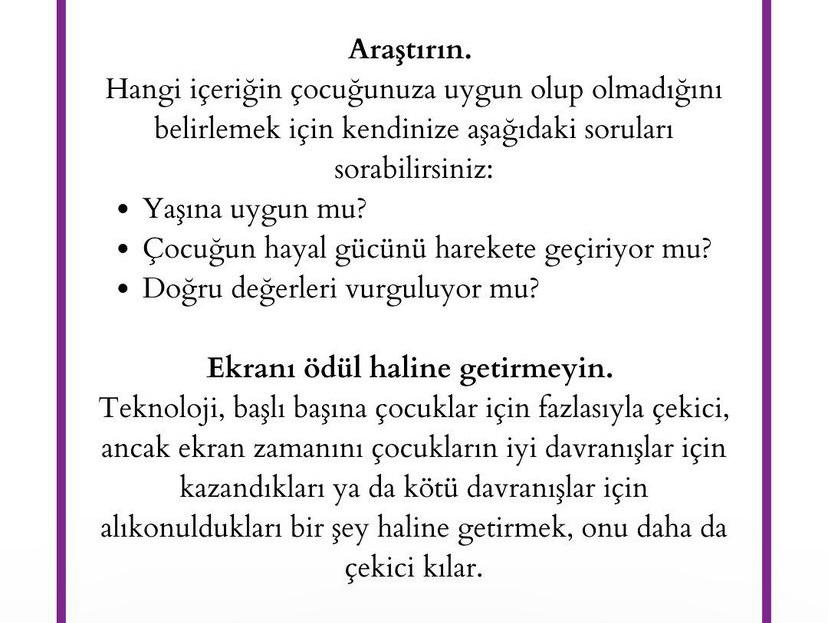 Araştırın.
Hangi içeriğin çocuğunuza uygun olup olmadığını
belirlemek için kendinize aşağıdaki soruları
sorabilirsiniz:
• Yaşına uygun mu?
• Çocuğun hayal gücünü harekete geçiriyor mu?
• Doğru değerleri vurguluyor mu?
Ekranı ödül haline getirmeyin.
Teknoloji, başlı başına çocuklar için fazlasıyla çekici,
ancak ekran zamanını çocukların iyi davranışlar için
kazandıkları ya da kötü davranışlar için
alıkonuldukları bir şey haline getirmek, onu daha da
çekici kılar.